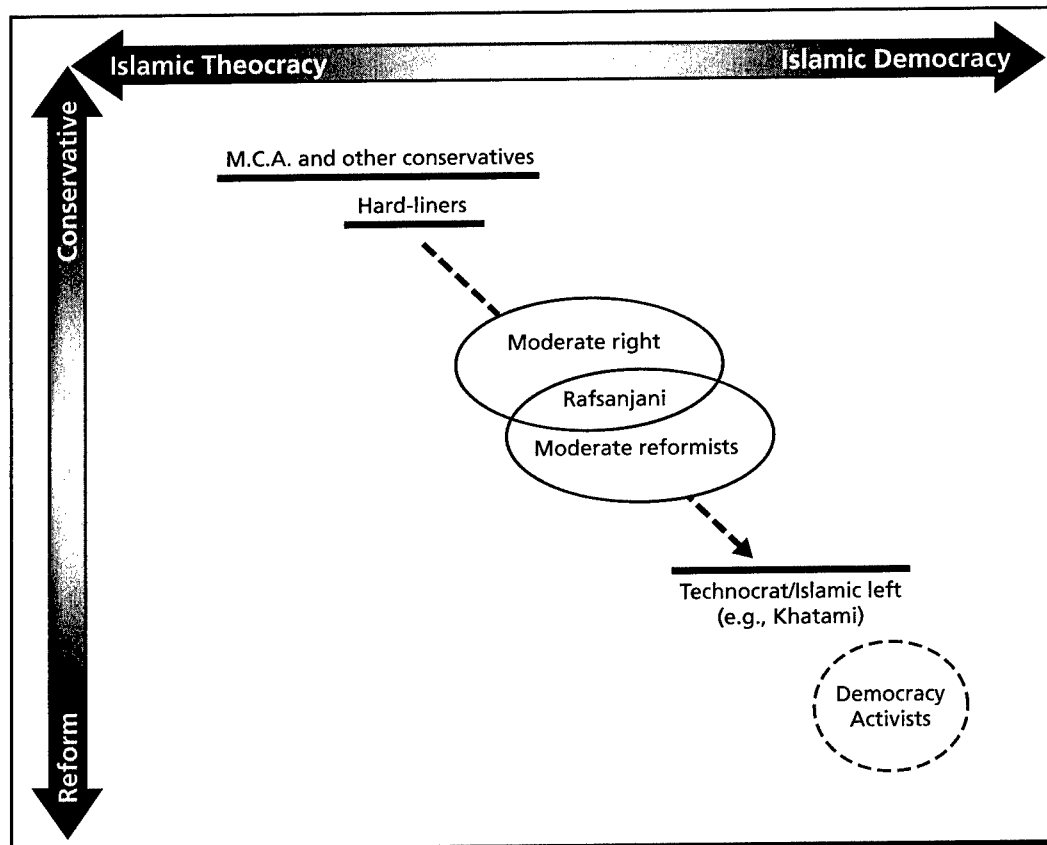 Islamic Theocracy
Islamic Democracy
Conservative
M.C.A. and other conservatives
Hard-liners
Moderate right
Rafsanjani
Moderate reformists
Technocrat/Islamic left
(e.g., Khatami)
Democracy
Activists
Reform